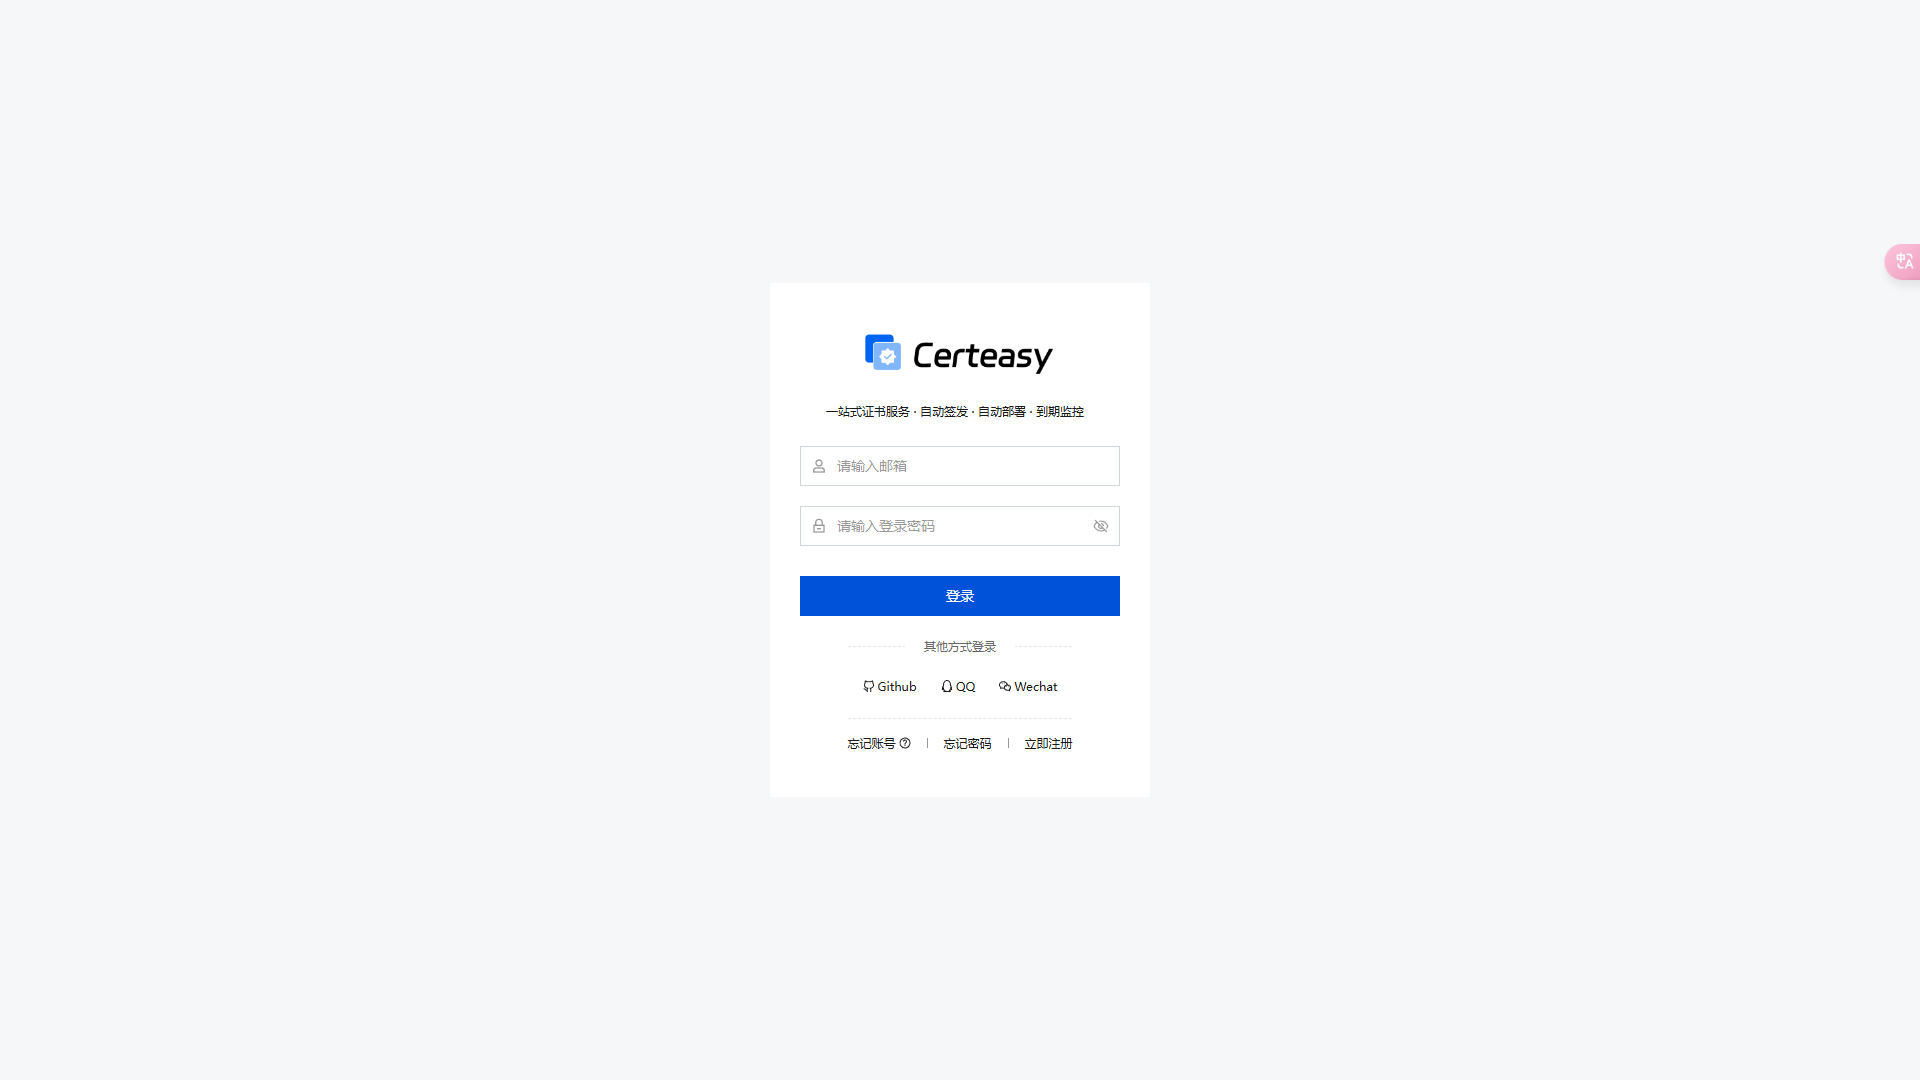 Certeasy
一站式证书服务 · 自动签发 · 自动部署 · 到期监控
请输入邮箱
请输入登录密码
登录
其他方式登录
Github QQ Wechat
忘记账号 忘记密码 立即注册